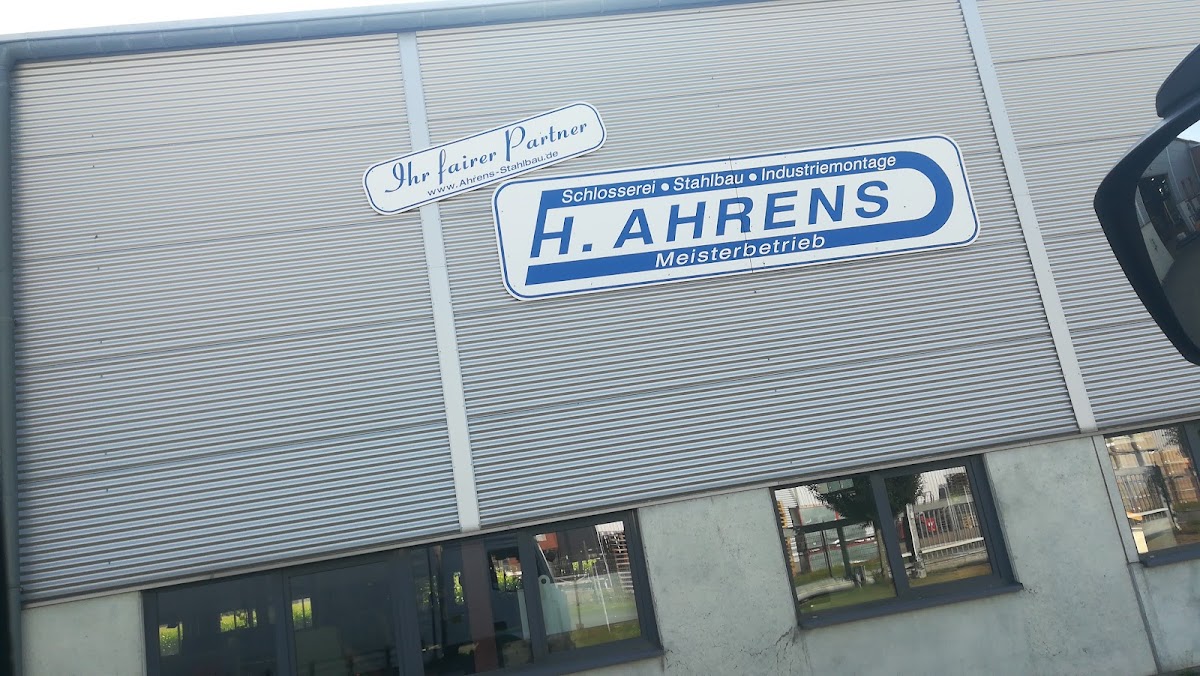 Ihr fairer Partner
www.Ahrens-Stahlbau.de
Schlosserei • Stahlbau • Industriemontage
H. AHRENS
Meisterbetrieb